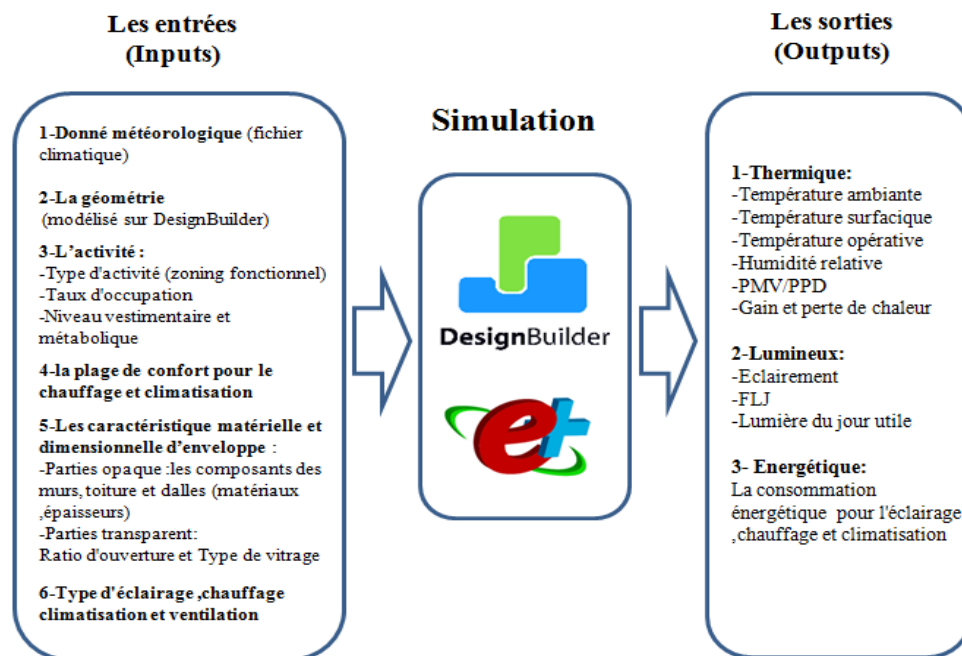 Les entrées
(Inputs)
1-Donné météorologique (fichier
climatique)
2-La géométrie
(modélisé sur DesignBuilder)
3-L'activité :
-Type d'activité (zoning fonctionnel)
-Taux d'occupation
-Niveau vestimentaire et
métabolique
4-la plage de confort pour le
chauffage et climatisation
5-Les caractéristique matérielle et
dimensionnelle d'enveloppe :
-Parties opaque :les composants des
murs, toiture et dalles (matériaux
,épaisseurs)
-Parties transparent:
Ratio d'ouverture et Type de vitrage
6-Type d'éclairage ,chauffage
climatisation et ventilation
Simulation
DesignBuilder
e+
Les sorties
(Outputs)
1-Thermique:
-Température ambiante
-Température surfacique
-Température opérative
-Humidité relative
-PMV/PPD
-Gain et perte de chaleur
2-Lumineux:
-Eclairement
-FLJ
-Lumière du jour utile
3- Energétique:
La consommation
énergétique pour l'éclairage
,chauffage et climatisation